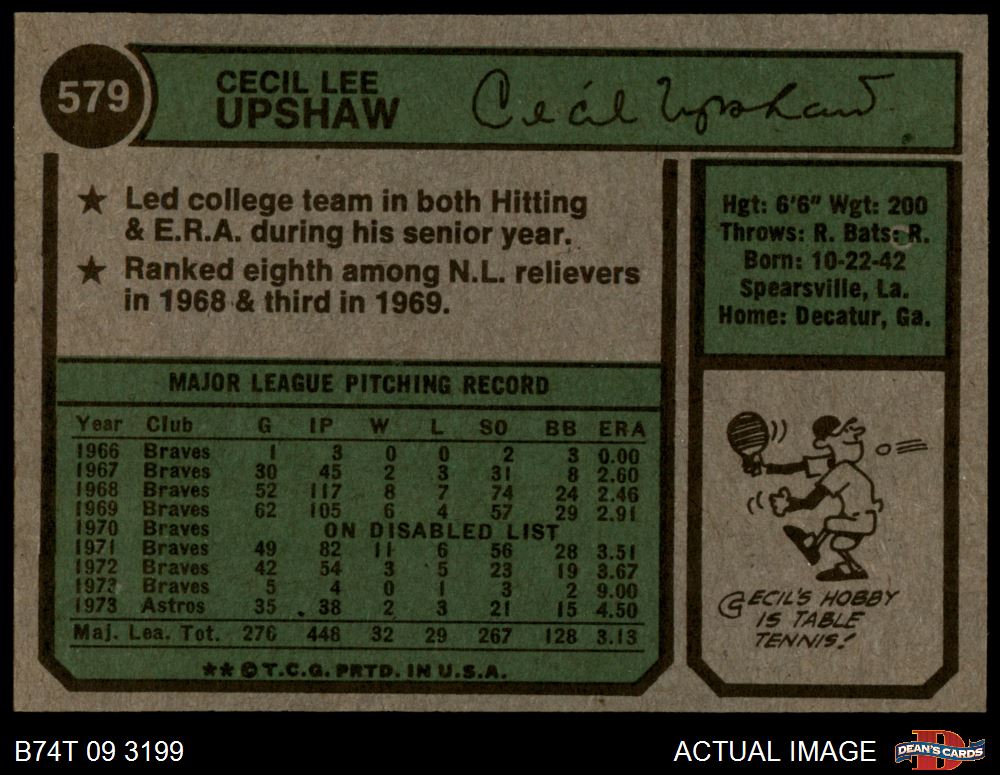 579
CECIL LEE
UPSHAW
Cecil Upshaw
★ Led college team in both Hitting
& E.R.A. during his senior year.
★ Ranked eighth among N.L. relievers
in 1968 & third in 1969.
Hgt: 6'6" Wgt: 200
Throws: R. Bats: R.
Born: 10-22-42
Spearsville, La.
Home: Decatur, Ga.
MAJOR LEAGUE PITCHING RECORD
Year Club G IP W L SO BB ERA
1966 Braves 1 3 0 0 2 3 0.00
1967 Braves 30 45 2 3 31 8 2.60
1968 Braves 52 117 8 7 74 24 2.46
1969 Braves 62 105 6 4 57 29 2.91
1970 Braves ON DISABLED LIST
1971 Braves 49 82 11 6 56 28 3.51
1972 Braves 42 54 3 5 23 19 3.67
1973 Braves 5 4 0 1 3 2 9.00
1973 Astros 35 38 2 3 21 15 4.50
Maj. Lea. Tot. 276 448 32 29 267 128 3.13
** © T.C.G. PRTD. IN U.S.A.
CECIL'S HOBBY
IS TABLE
TENNIS!
B74T 09 3199
ACTUAL IMAGE
DEAN'S CARDS